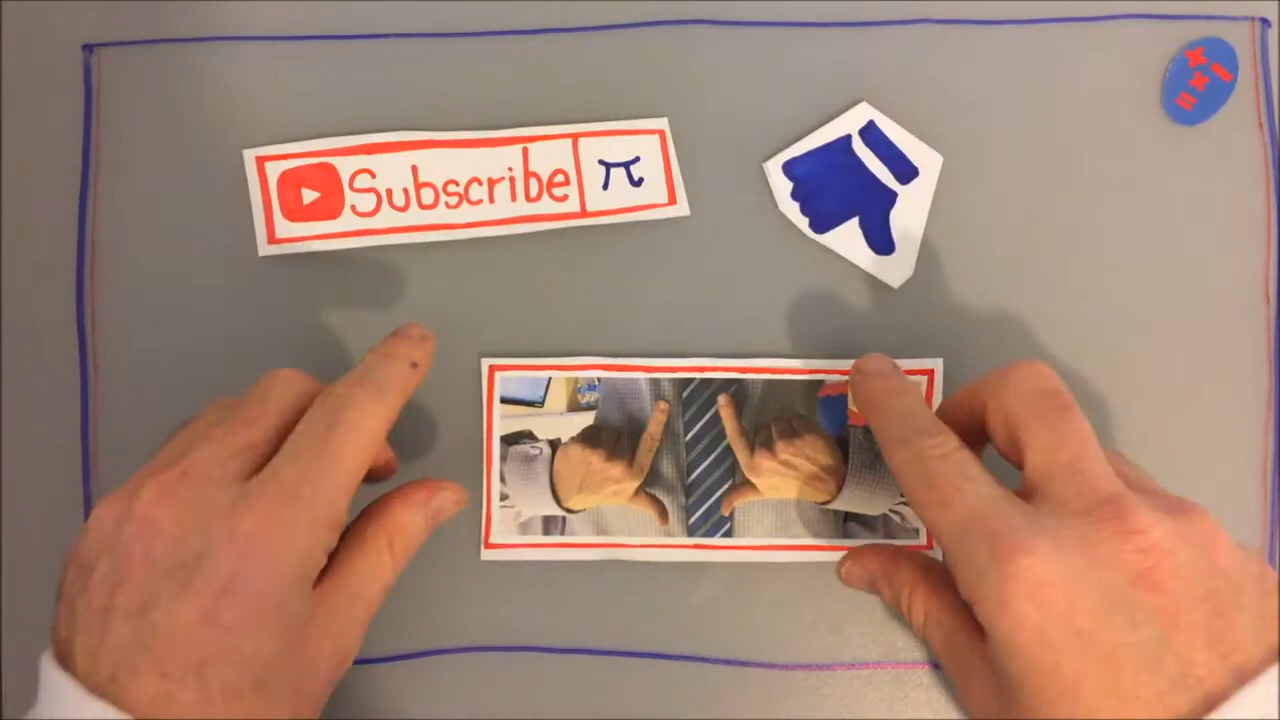 Subscribe π
+ −
×
=